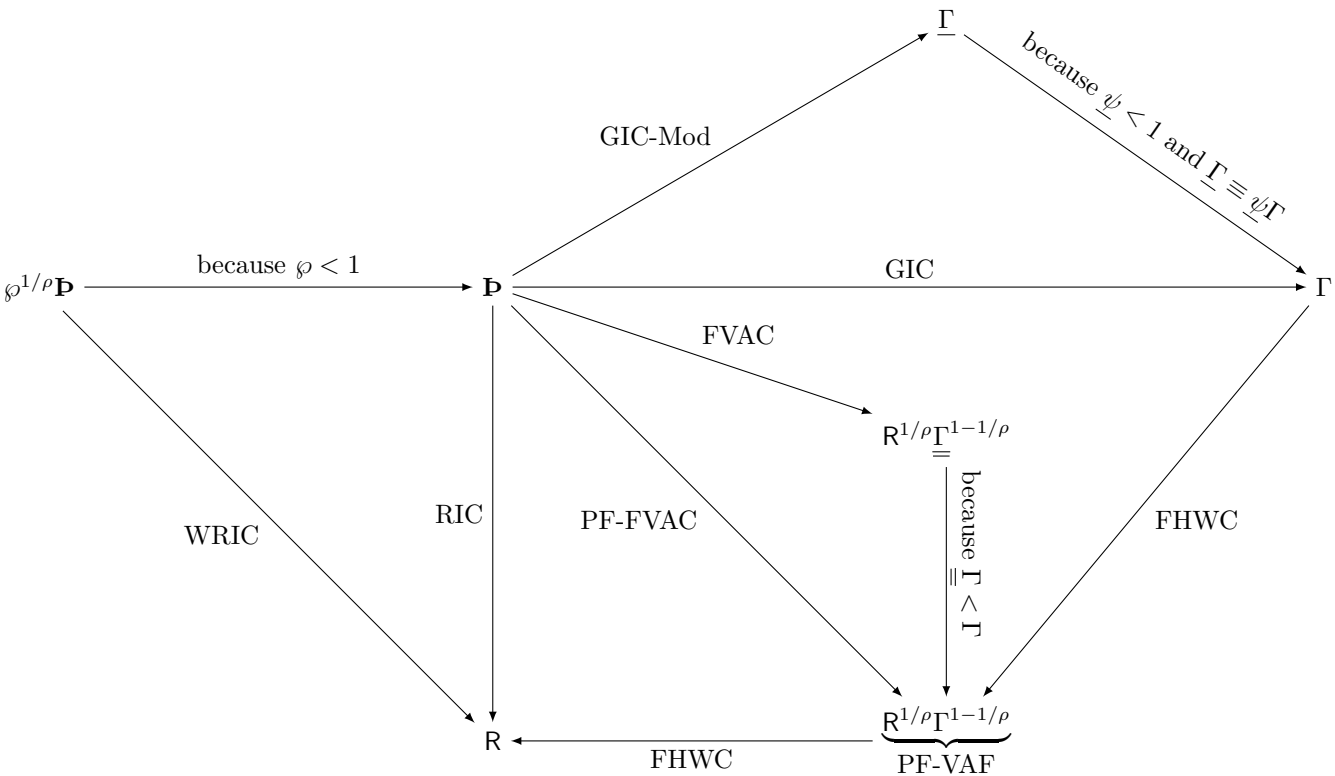 Γ̲
because ψ̲ < 1 and Γ̲ ≡ ψ̲Γ
GIC-Mod
℘^{1/ρ}Þ
because ℘ < 1
Þ
GIC
Γ
FVAC
R^{1/ρ}Γ̳^{1−1/ρ}
because Γ̳ < Γ
WRIC
RIC
PF-FVAC
FHWC
R
FHWC
R^{1/ρ}Γ^{1−1/ρ}
PF-VAF